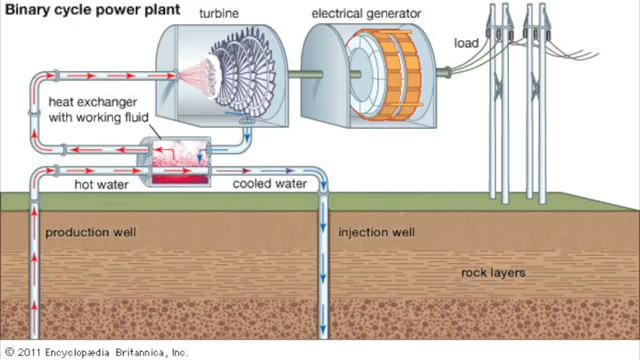 Binary cycle power plant
turbine
electrical generator
load
heat exchanger
with working fluid
hot water
cooled water
production well
injection well
rock layers
© 2011 Encyclopædia Britannica, Inc.